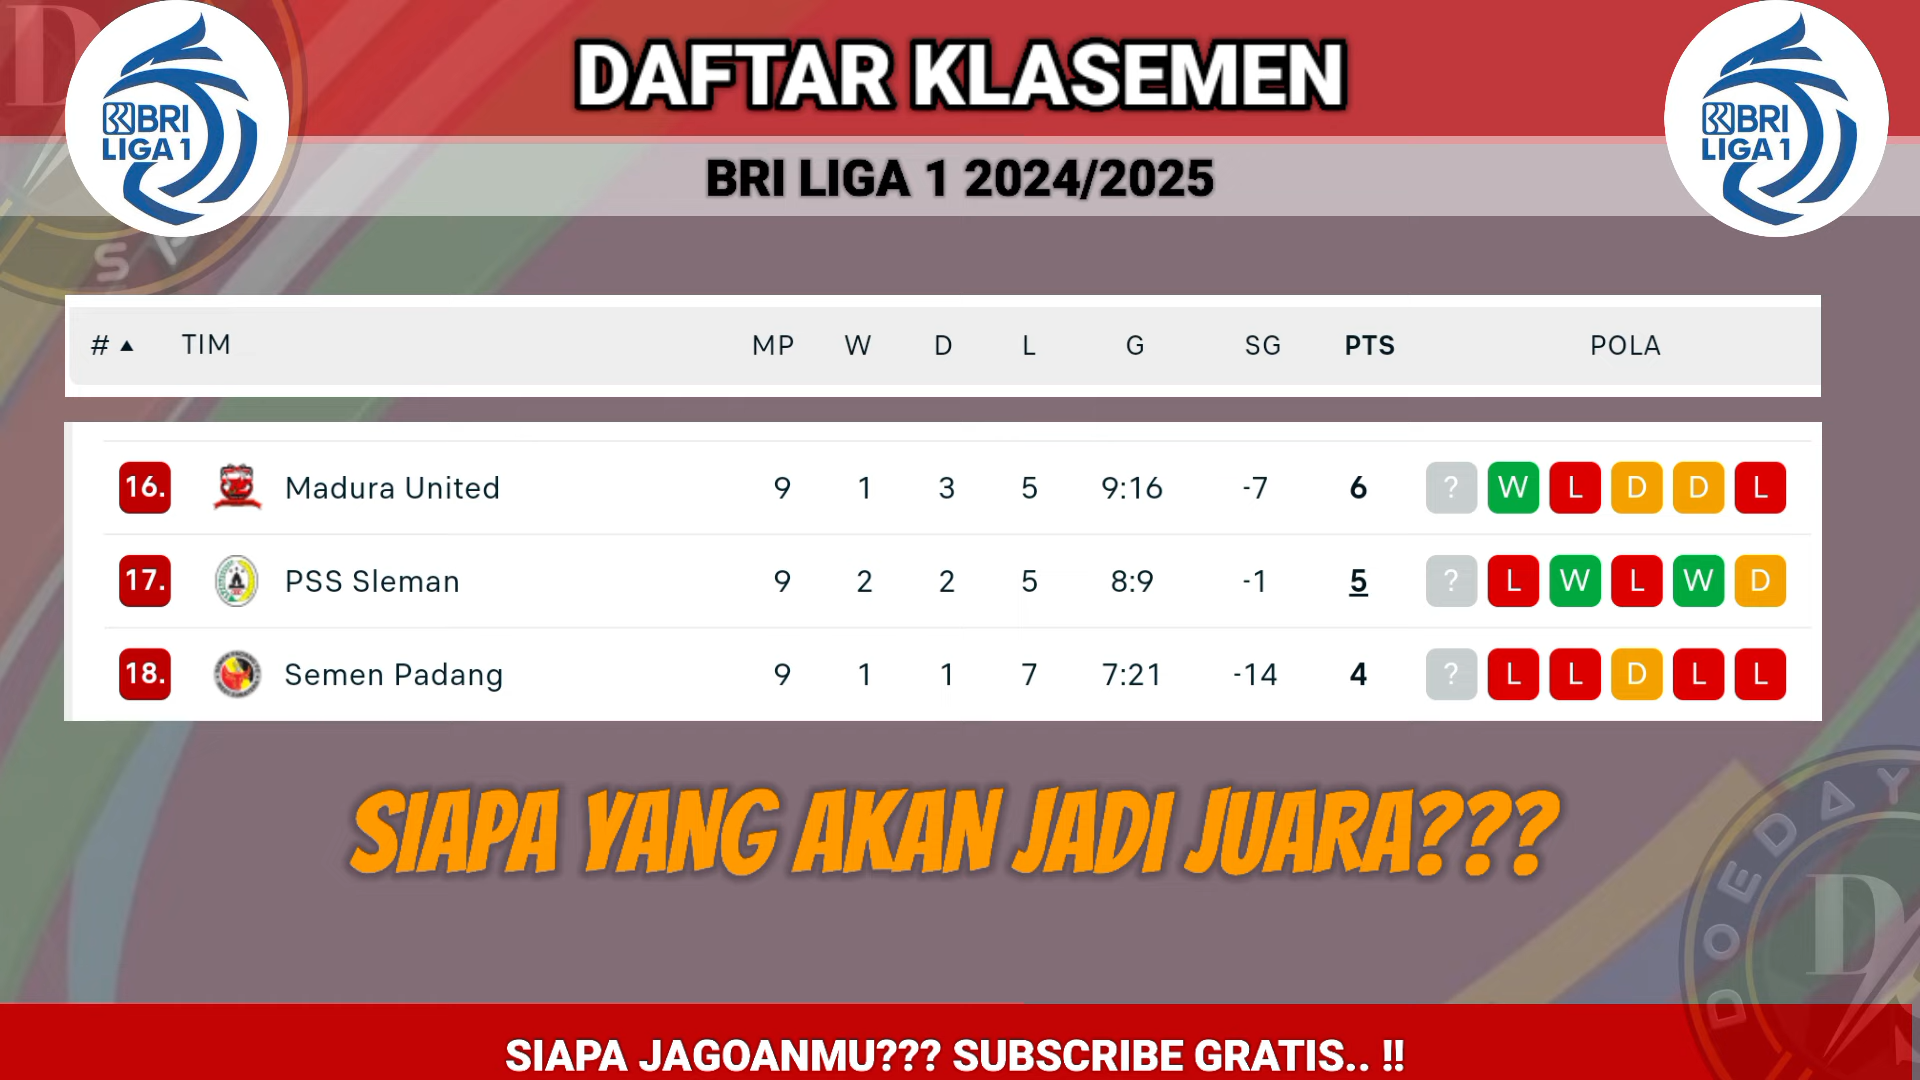 DAFTAR KLASEMEN
BRI LIGA 1
BRI LIGA 1
BRI LIGA 1 2024/2025
# ▲ TIM MP W D L G SG PTS POLA
16. Madura United 9 1 3 5 9:16 -7 6 ? W L D D L
17. PSS Sleman 9 2 2 5 8:9 -1 5 ? L W L W D
18. Semen Padang 9 1 1 7 7:21 -14 4 ? L L D L L
SIAPA YANG AKAN JADI JUARA???
DOEDAY
D
SIAPA JAGOANMU??? SUBSCRIBE GRATIS.. !!